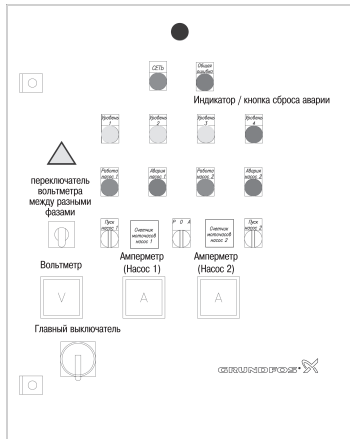 СЕТЬ
Общая
ошибка
Индикатор / кнопка сброса аварии
Уровень
1
Уровень
2
Уровень
3
Уровень
4
Работа
насос 1
Авария
насос 1
Работа
насос 2
Авария
насос 2
переключатель
вольтметра
между разными
фазами
Пуск
насос 1
Счетчик
моточасов
насос 1
Р О А
Счетчик
моточасов
насос 2
Пуск
насос 2
Вольтметр
Амперметр
(Насос 1)
Амперметр
(Насос 2)
V
A
A
Главный выключатель
GRUNDFOS